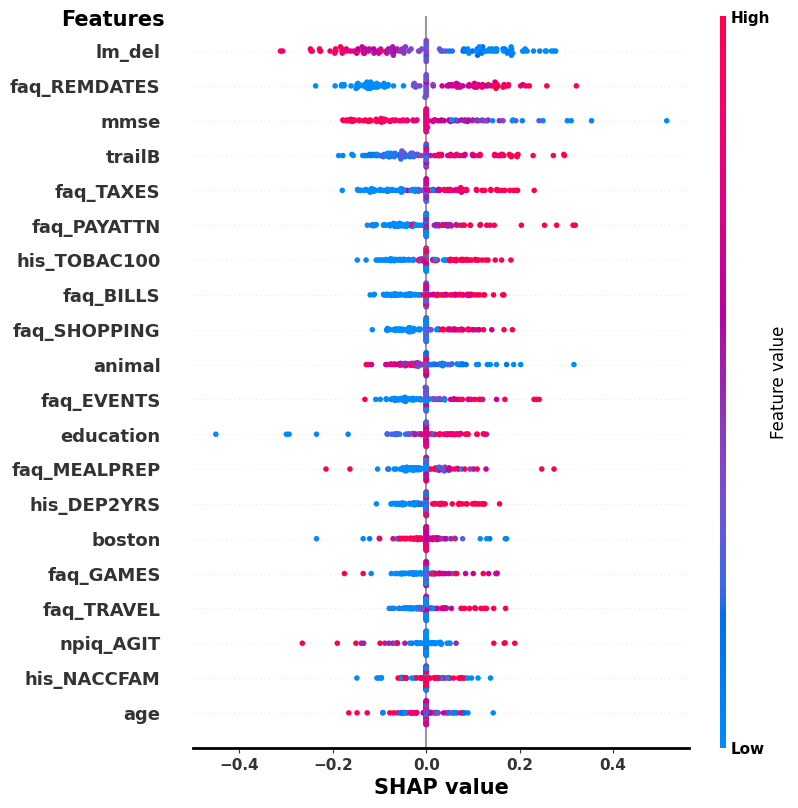 Features
High
lm_del
faq_REMDATES
mmse
trailB
faq_TAXES
faq_PAYATTN
his_TOBAC100
faq_BILLS
faq_SHOPPING
animal
faq_EVENTS
education
faq_MEALPREP
his_DEP2YRS
boston
faq_GAMES
faq_TRAVEL
npiq_AGIT
his_NACCFAM
age
Feature value
Low
−0.4 −0.2 0.0 0.2 0.4
SHAP value